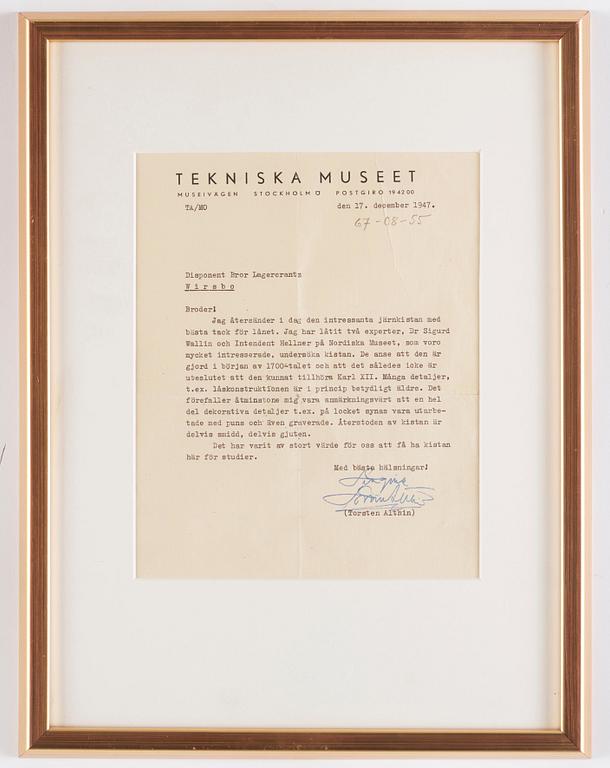 TEKNISKA MUSEET
MUSEIVÄGEN STOCKHOLM Ö POSTGIRO 194200
TA/MO den 17. december 1947.
67-08-55
Disponent Bror Lagercrantz
Wirsbo
Broder!
Jag återsänder i dag den intressanta järnkistan med
bästa tack för lånet. Jag har låtit två experter, Dr Sigurd
Wallin och Intendent Hellner på Nordiska Museet, som voro
mycket intresserade, undersöka kistan. De anse att den är
gjord i början av 1700-talet och att det således icke är
uteslutet att den kunnat tillhöra Karl XII. Många detaljer,
t.ex. låskonstruktionen är i princip betydligt äldre. Det
förefaller åtminstone mig vara anmärkningsvärt att en hel
del dekorativa detaljer t.ex. på locket synas vara utarbe-
tade med puns och även graverade. Återstoden av kistan är
delvis smidd, delvis gjuten.
Det har varit av stort värde för oss att få ha kistan
här för studier.
Med bästa hälsningar!
Torsten Althin
(Torsten Althin)